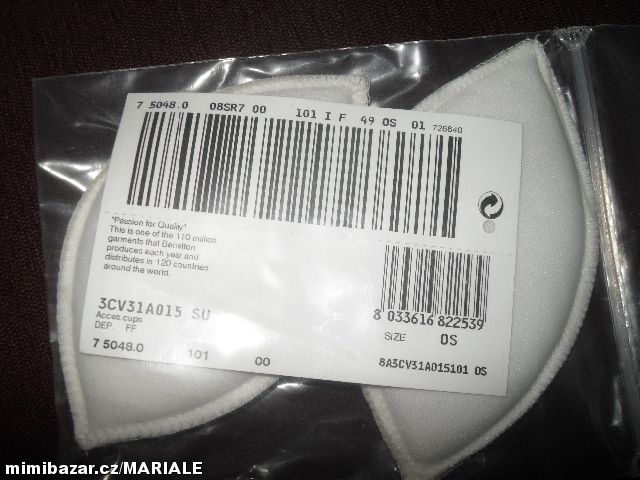 7 5048.0 08SR7 00 101 I F 49 OS 01 726640
"Passion for Quality"
This is one of the 110 million
garments that Benetton
produces each year and
distributes in 120 countries
around the world.
3CV31A015 SU
Acces.cups
DEP. FF
7 5048.0 101 00
8 033616 822539
SIZE OS
8A3CV31A015101 OS
mimibazar.cz/MARIALE